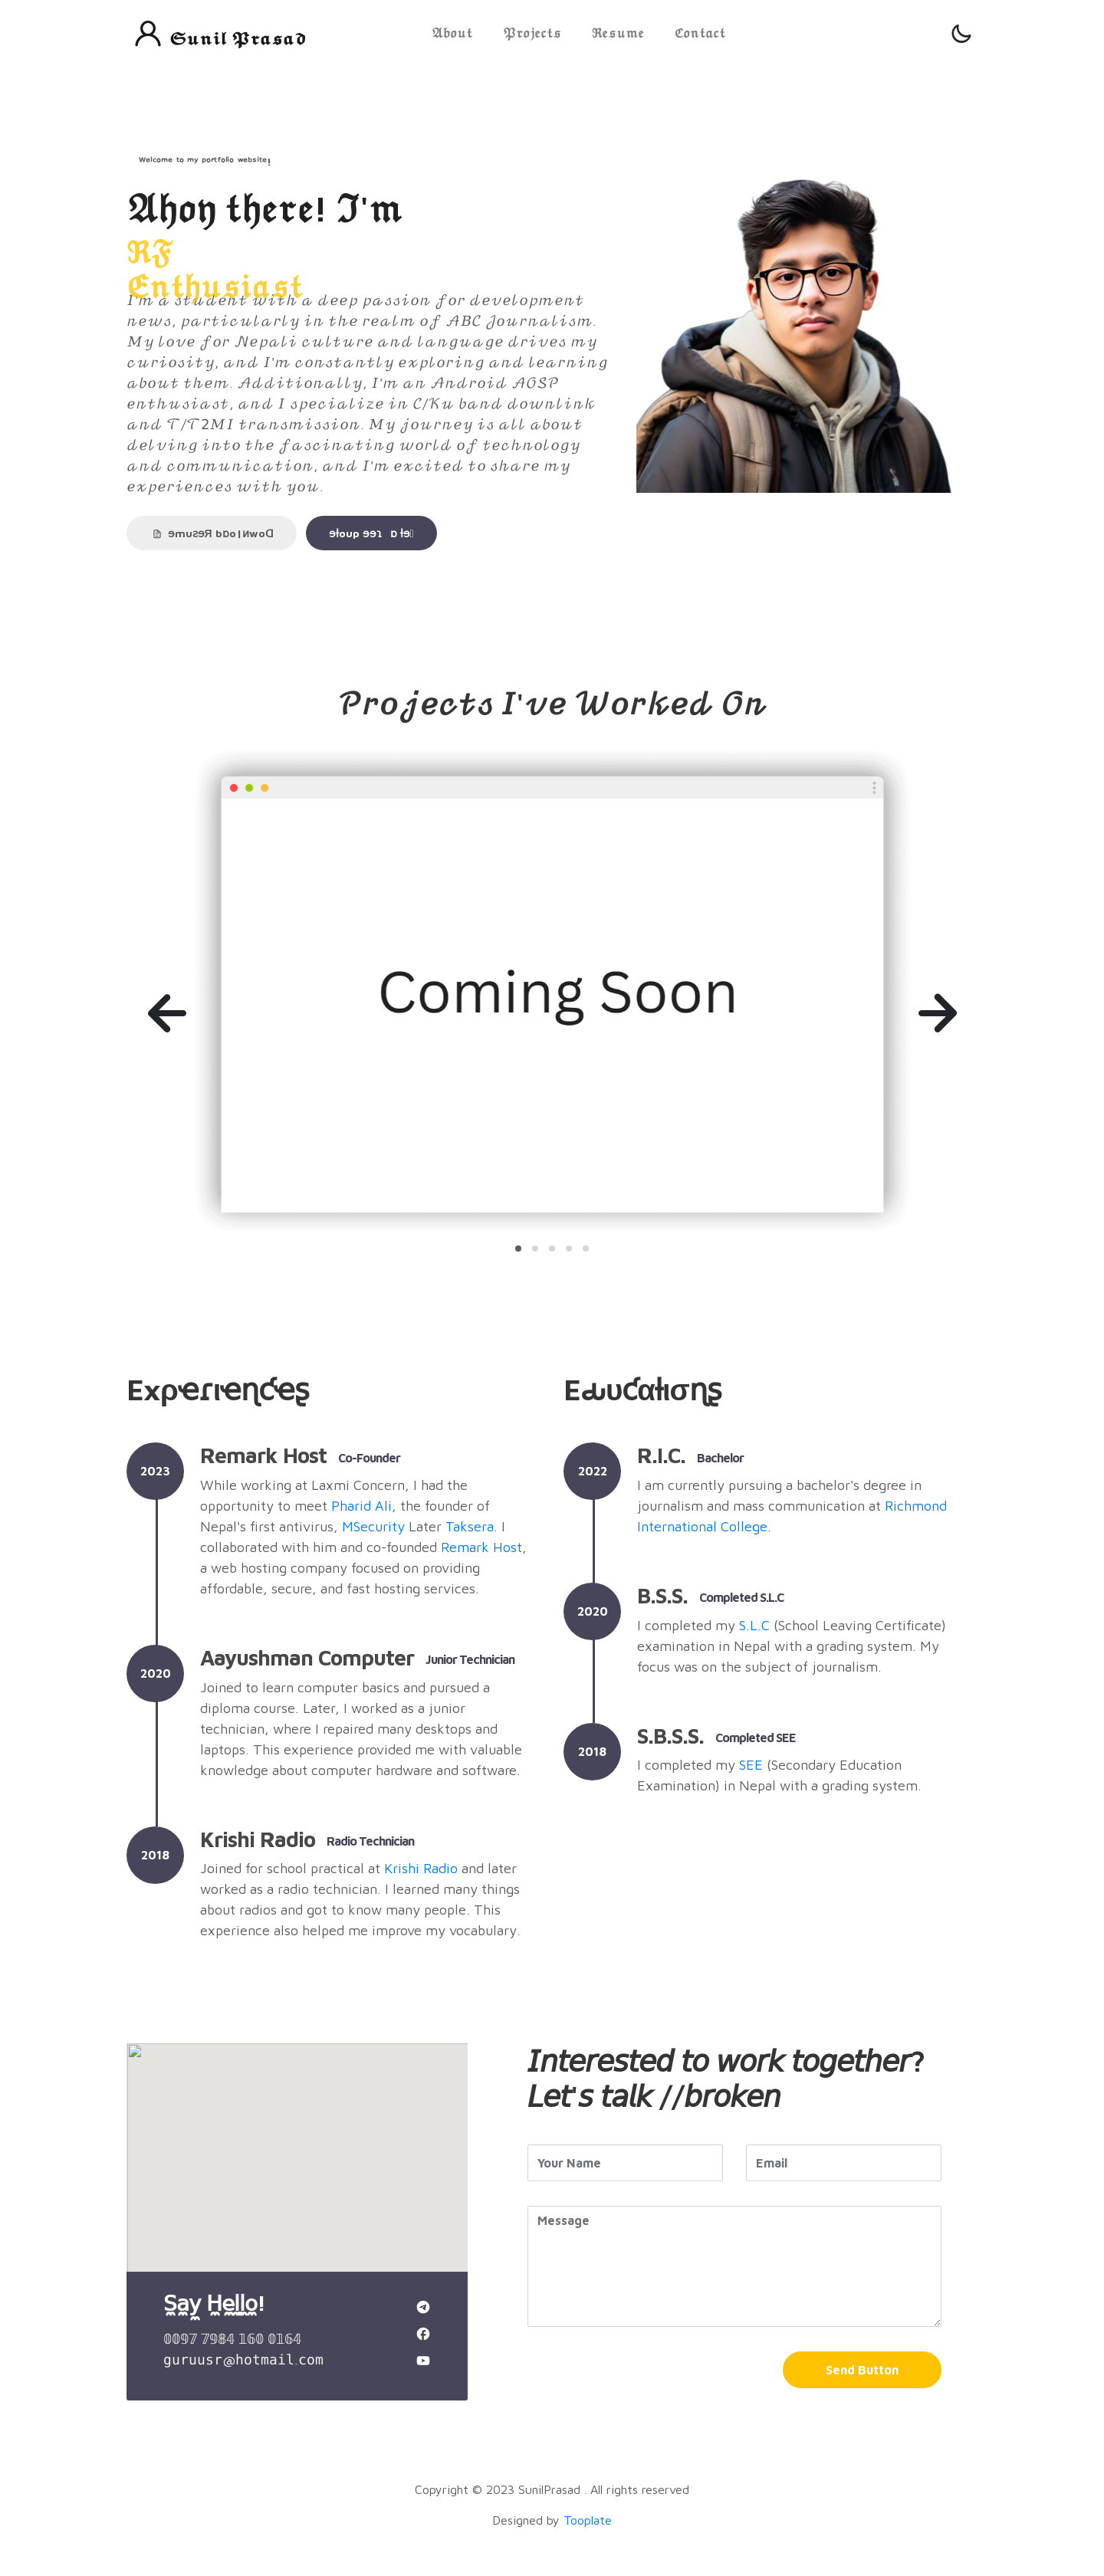 Sunil Prasad
About
Projects
Resume
Contact
Welcome to my portfolio website!
Ahoy there! I'm
RF
Enthusiast
I'm a student with a deep passion for development
news, particularly in the realm of ABC Journalism.
My love for Nepali culture and language drives my
curiosity, and I'm constantly exploring and learning
about them. Additionally, I'm an Android AOSP
enthusiast, and I specialize in C/Ku band downlink
and T/T2MI transmission. My journey is all about
delving into the fascinating world of technology
and communication, and I'm excited to share my
experiences with you.
Download Resume
Projects I've Worked On
Coming Soon
Experiences
2023
Remark Host Co-Founder
While working at Laxmi Concern, I had the
opportunity to meet Pharid Ali, the founder of
Nepal's first antivirus, MSecurity Later Taksera. I
collaborated with him and co-founded Remark Host,
a web hosting company focused on providing
affordable, secure, and fast hosting services.
2020
Aayushman Computer Junior Technician
Joined to learn computer basics and pursued a
diploma course. Later, I worked as a junior
technician, where I repaired many desktops and
laptops. This experience provided me with valuable
knowledge about computer hardware and software.
2018
Krishi Radio Radio Technician
Joined for school practical at Krishi Radio and later
worked as a radio technician. I learned many things
about radios and got to know many people. This
experience also helped me improve my vocabulary.
Educations
2022
R.I.C. Bachelor
I am currently pursuing a bachelor's degree in
journalism and mass communication at Richmond
International College.
2020
B.S.S. Completed S.L.C
I completed my S.L.C (School Leaving Certificate)
examination in Nepal with a grading system. My
focus was on the subject of journalism.
2018
S.B.S.S. Completed SEE
I completed my SEE (Secondary Education
Examination) in Nepal with a grading system.
Say Hello!
0097 7984 160 0164
guruusr@hotmail.com
Interested to work together?
Let's talk //broken
Your Name
Email
Message
Send Button
Copyright © 2023 SunilPrasad . All rights reserved
Designed by Tooplate